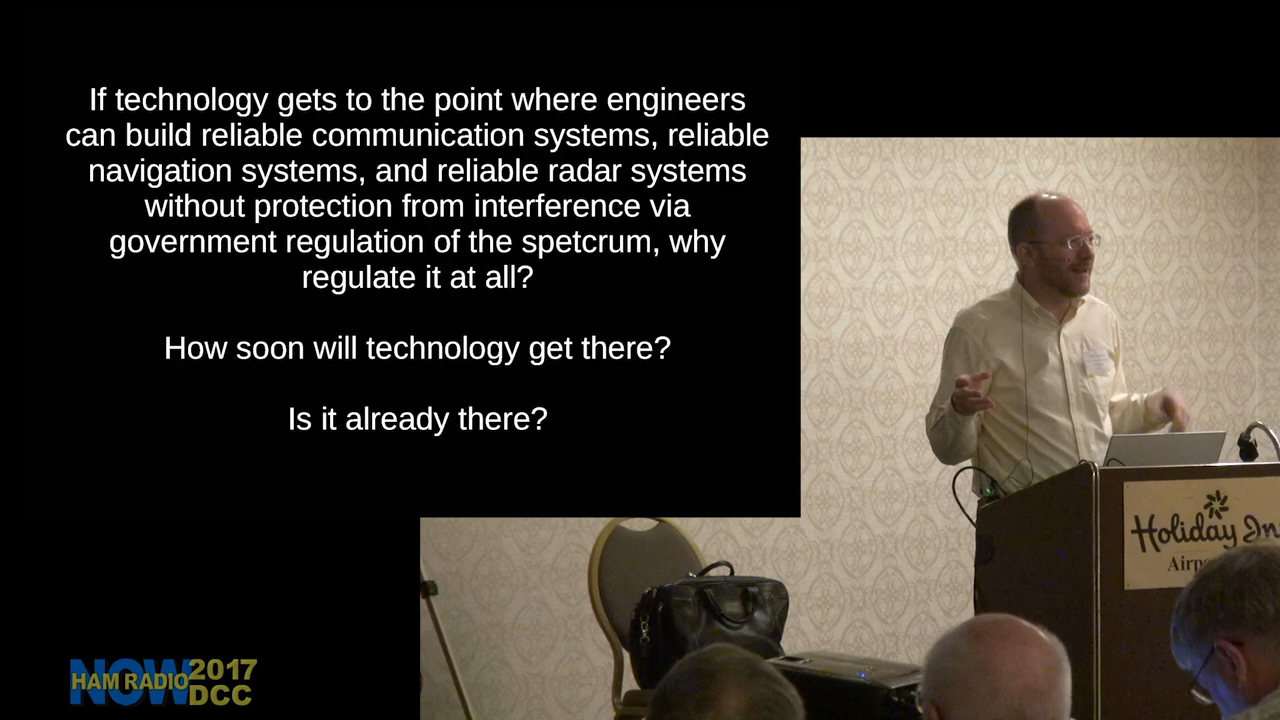 If technology gets to the point where engineers
can build reliable communication systems, reliable
navigation systems, and reliable radar systems
without protection from interference via
government regulation of the spetcrum, why
regulate it at all?
How soon will technology get there?
Is it already there?
Holiday In
Airp
NOW
HAM RADIO
2017
DCC